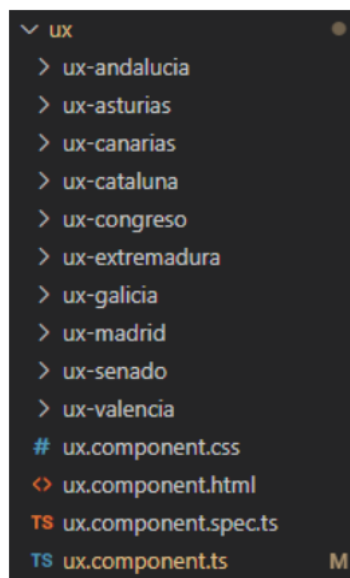 ux
ux-andalucia
ux-asturias
ux-canarias
ux-cataluna
ux-congreso
ux-extremadura
ux-galicia
ux-madrid
ux-senado
ux-valencia
# ux.component.css
<> ux.component.html
TS ux.component.spec.ts
TS ux.component.ts M